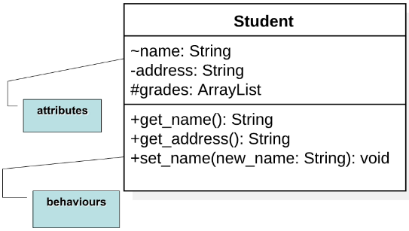 Student
~name: String
-address: String
#grades: ArrayList
attributes
+get_name(): String
+get_address(): String
+set_name(new_name: String): void
behaviours